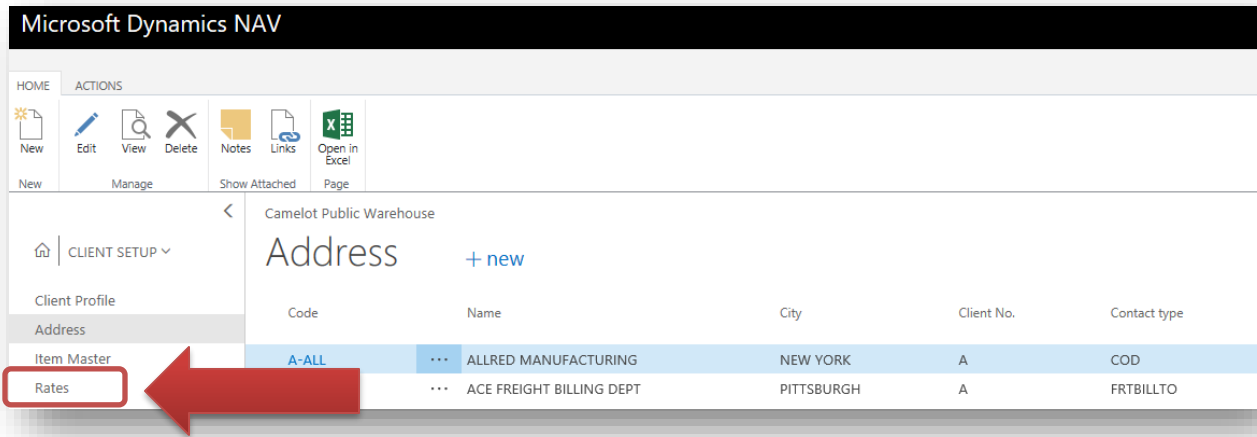 Microsoft Dynamics NAV
HOME ACTIONS
New Edit View Delete Notes Links Open in
Excel
New Manage Show Attached Page
Camelot Public Warehouse
CLIENT SETUP
Address + new
Client Profile
Code Name City Client No. Contact type
Address
Item Master
A-ALL ... ALLRED MANUFACTURING NEW YORK A COD
Rates
... ACE FREIGHT BILLING DEPT PITTSBURGH A FRTBILLTO